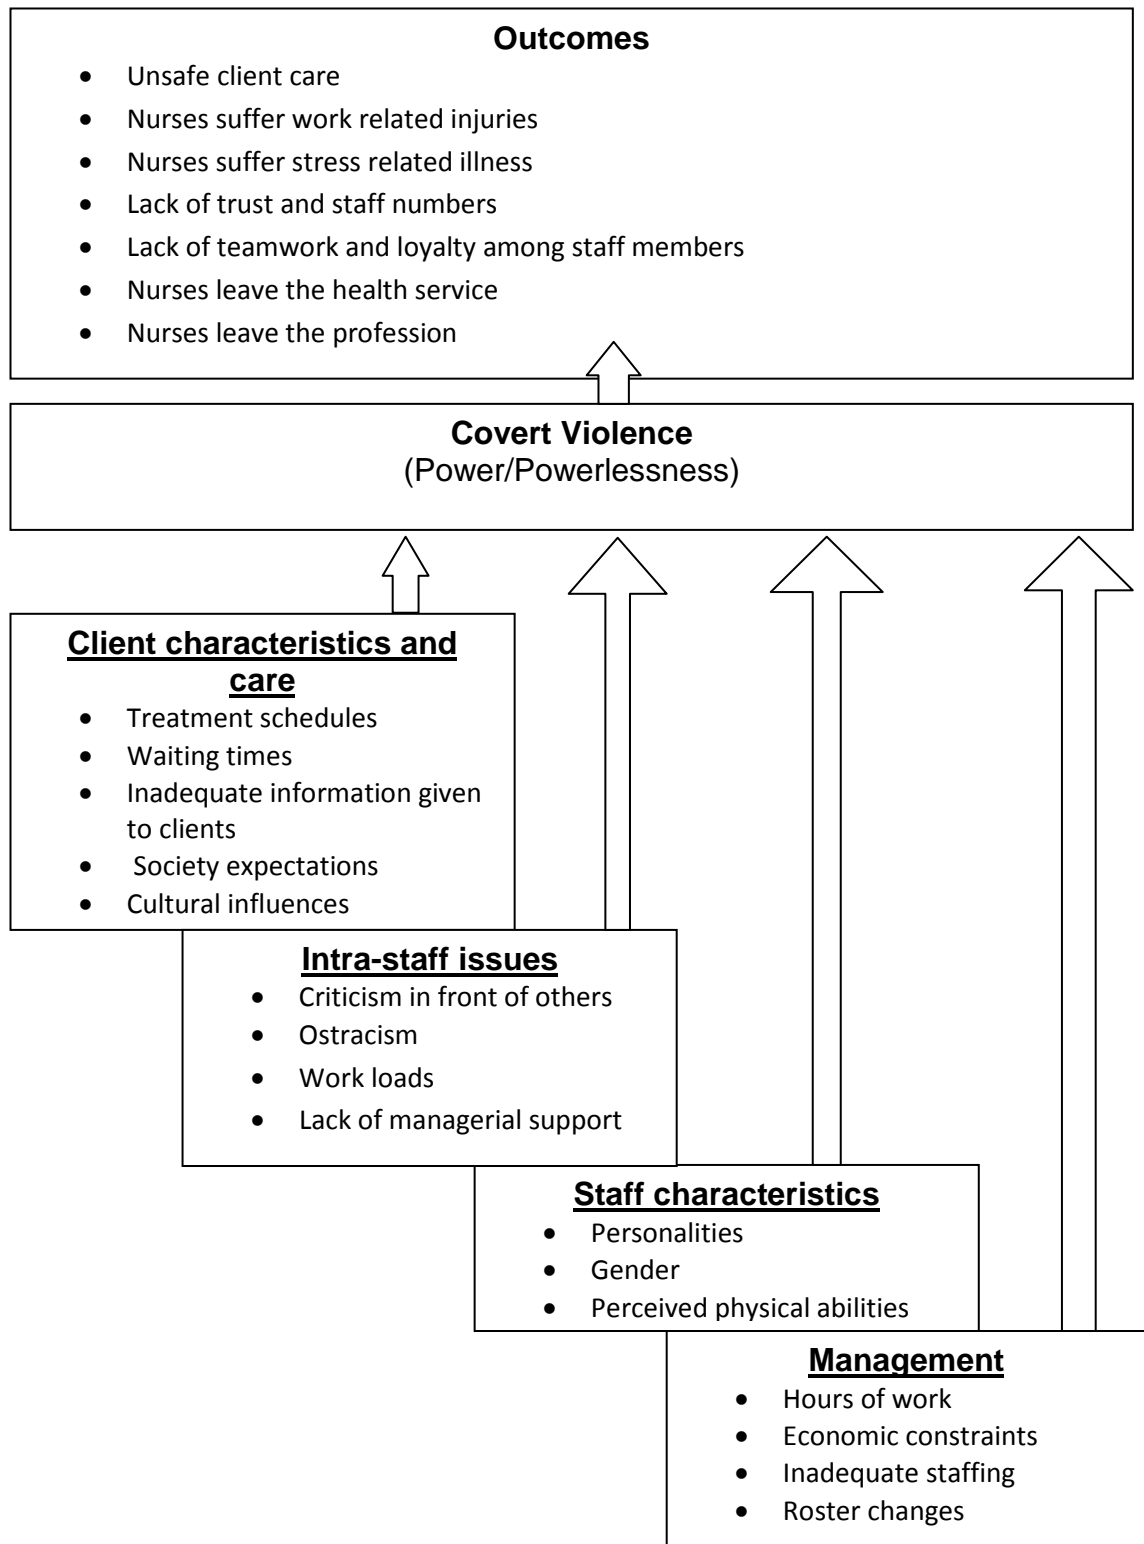 Outcomes
• Unsafe client care
• Nurses suffer work related injuries
• Nurses suffer stress related illness
• Lack of trust and staff numbers
• Lack of teamwork and loyalty among staff members
• Nurses leave the health service
• Nurses leave the profession
Covert Violence
(Power/Powerlessness)
Client characteristics and
care
• Treatment schedules
• Waiting times
• Inadequate information given
to clients
• Society expectations
• Cultural influences
Intra-staff issues
• Criticism in front of others
• Ostracism
• Work loads
• Lack of managerial support
Staff characteristics
• Personalities
• Gender
• Perceived physical abilities
Management
• Hours of work
• Economic constraints
• Inadequate staffing
• Roster changes